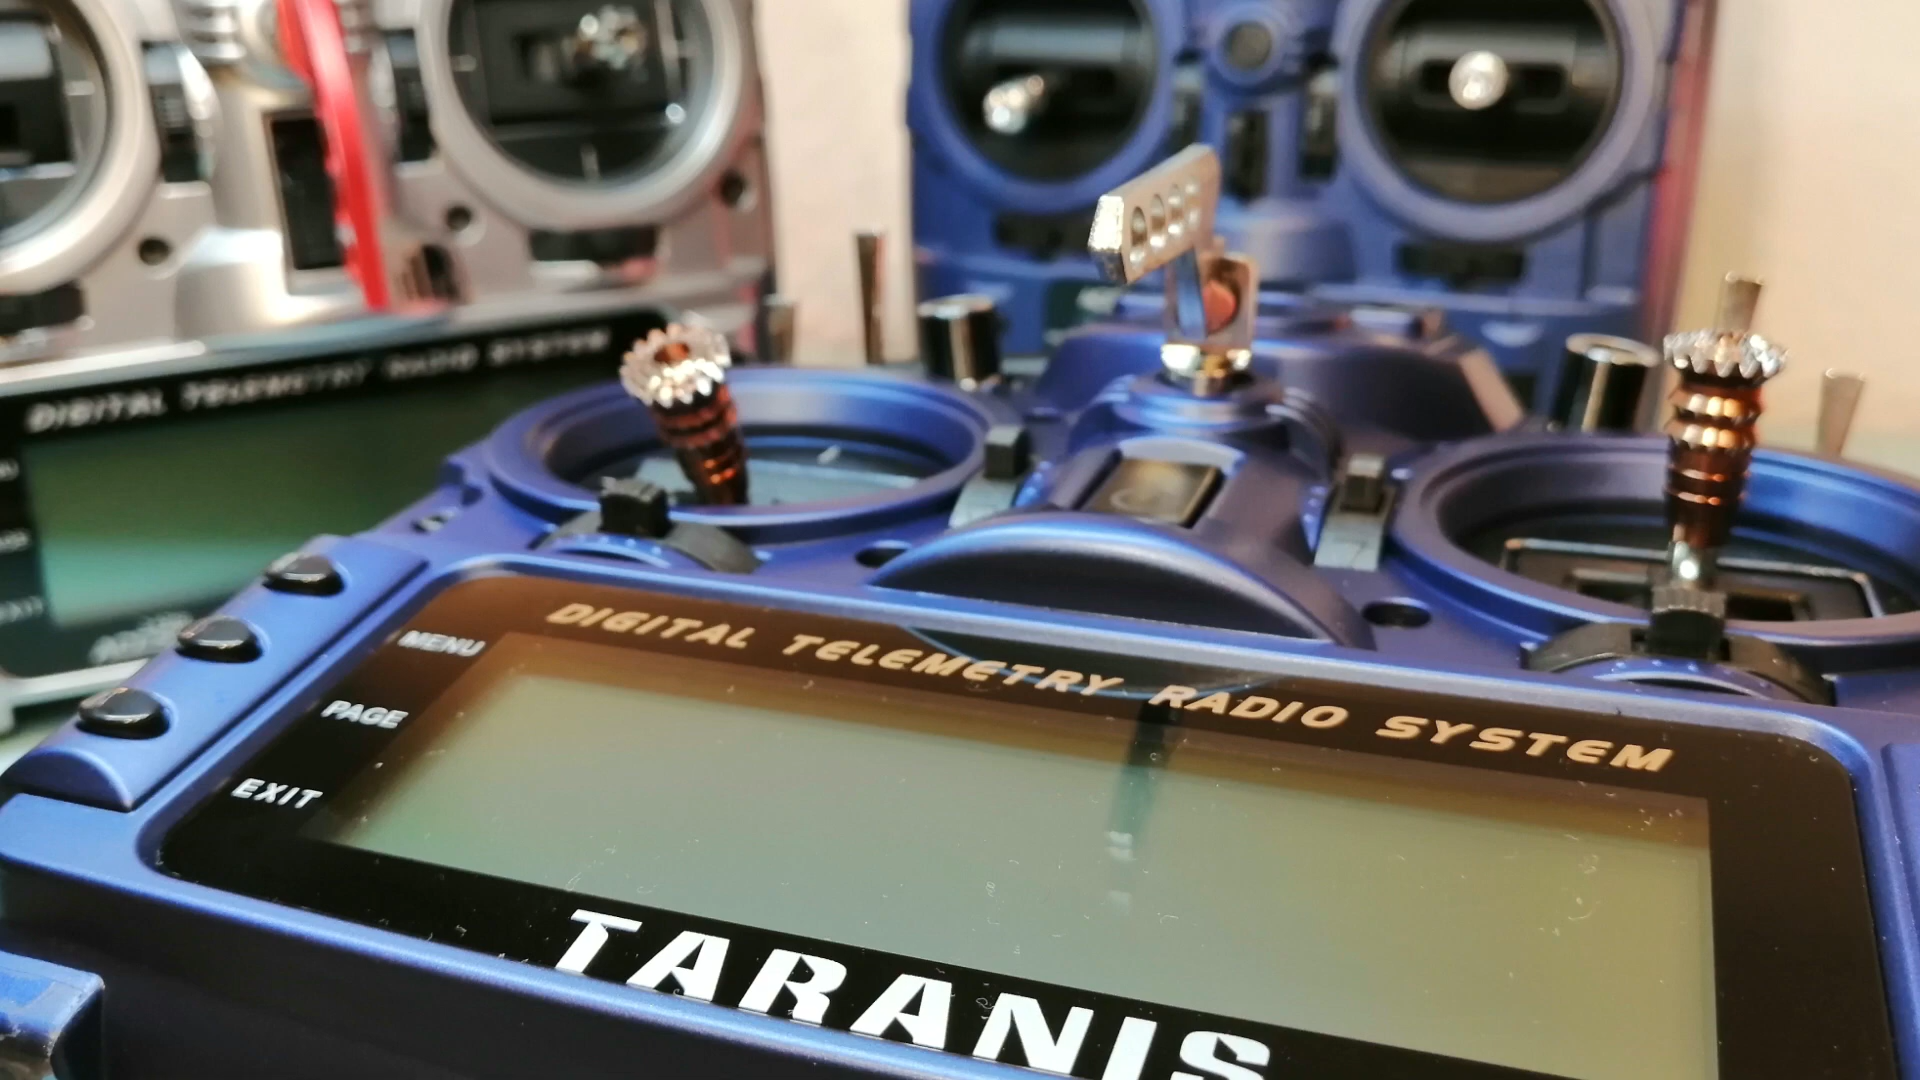 DIGITAL TELEMETRY RADIO SYSTEM
DIGITAL TELEMETRY RADIO SYSTEM
MENU
PAGE
EXIT
TARANIS